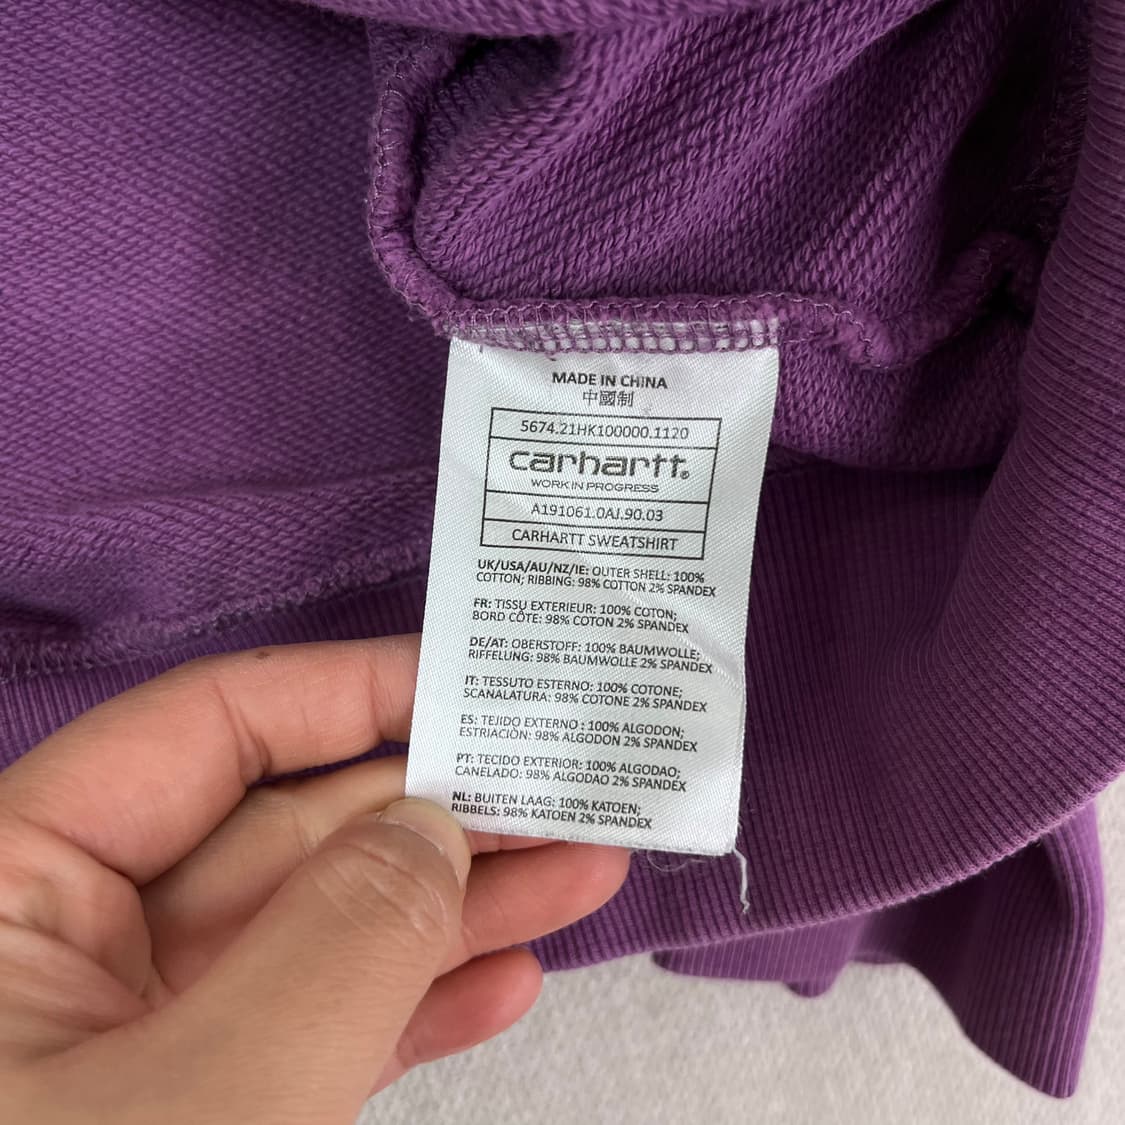 MADE IN CHINA
中國制
5674.21HK100000.1120
carhartt®
WORK IN PROGRESS
A191061.0AJ.90.03
CARHARTT SWEATSHIRT
UK/USA/AU/NZ/IE: OUTER SHELL: 100%
COTTON; RIBBING: 98% COTTON 2% SPANDEX
FR: TISSU EXTERIEUR: 100% COTON;
BORD CÔTE: 98% COTON 2% SPANDEX
DE/AT: OBERSTOFF: 100% BAUMWOLLE;
RIFFELUNG: 98% BAUMWOLLE 2% SPANDEX
IT: TESSUTO ESTERNO: 100% COTONE;
SCANALATURA: 98% COTONE 2% SPANDEX
ES: TEJIDO EXTERNO : 100% ALGODON;
ESTRIACIÒN: 98% ALGODON 2% SPANDEX
PT: TECIDO EXTERIOR: 100% ALGODAO;
CANELADO: 98% ALGODAO 2% SPANDEX
NL: BUITEN LAAG: 100% KATOEN;
RIBBELS: 98% KATOEN 2% SPANDEX